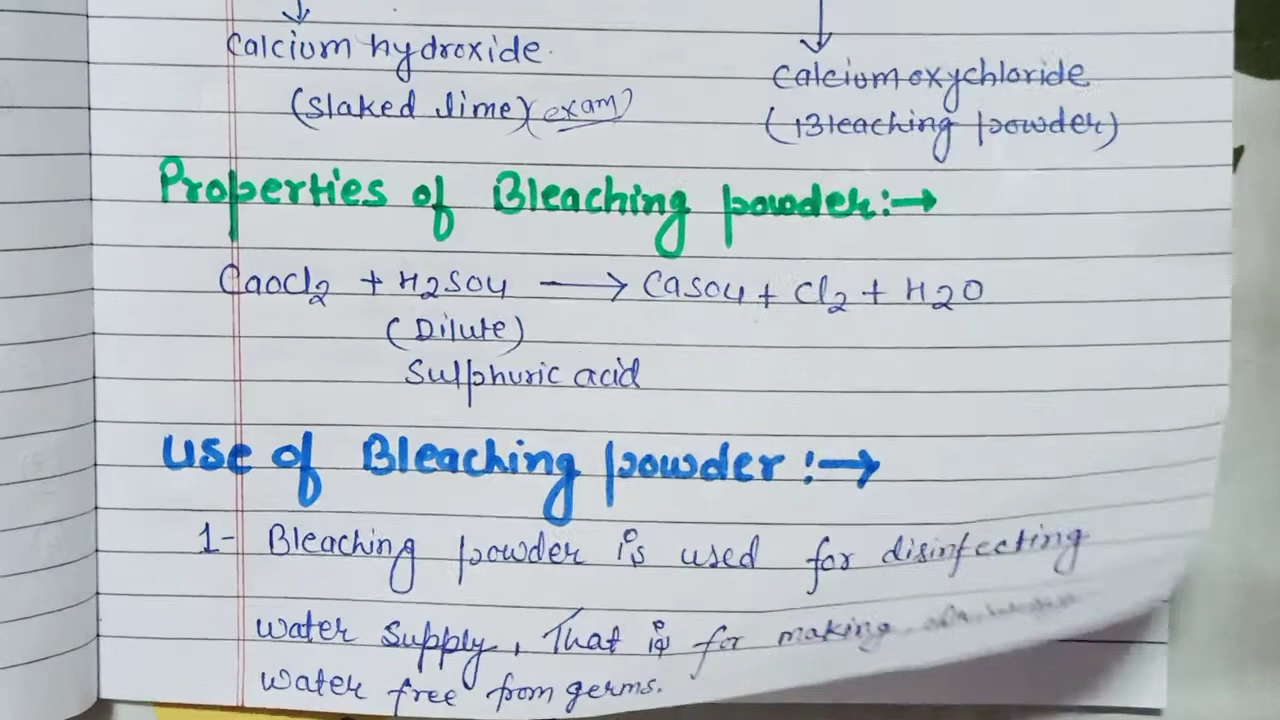 Calcium hydroxide.
(Slaked lime) (exam)
Calcium oxychloride
(Bleaching powder)
Properties of Bleaching powder:→
CaOCl2 + H2SO4 → CaSO4 + Cl2 + H2O
(Dilute)
Sulphuric acid
Use of Bleaching powder:→
1- Bleaching powder is used for disinfecting
water supply, That is for making
water free from germs.